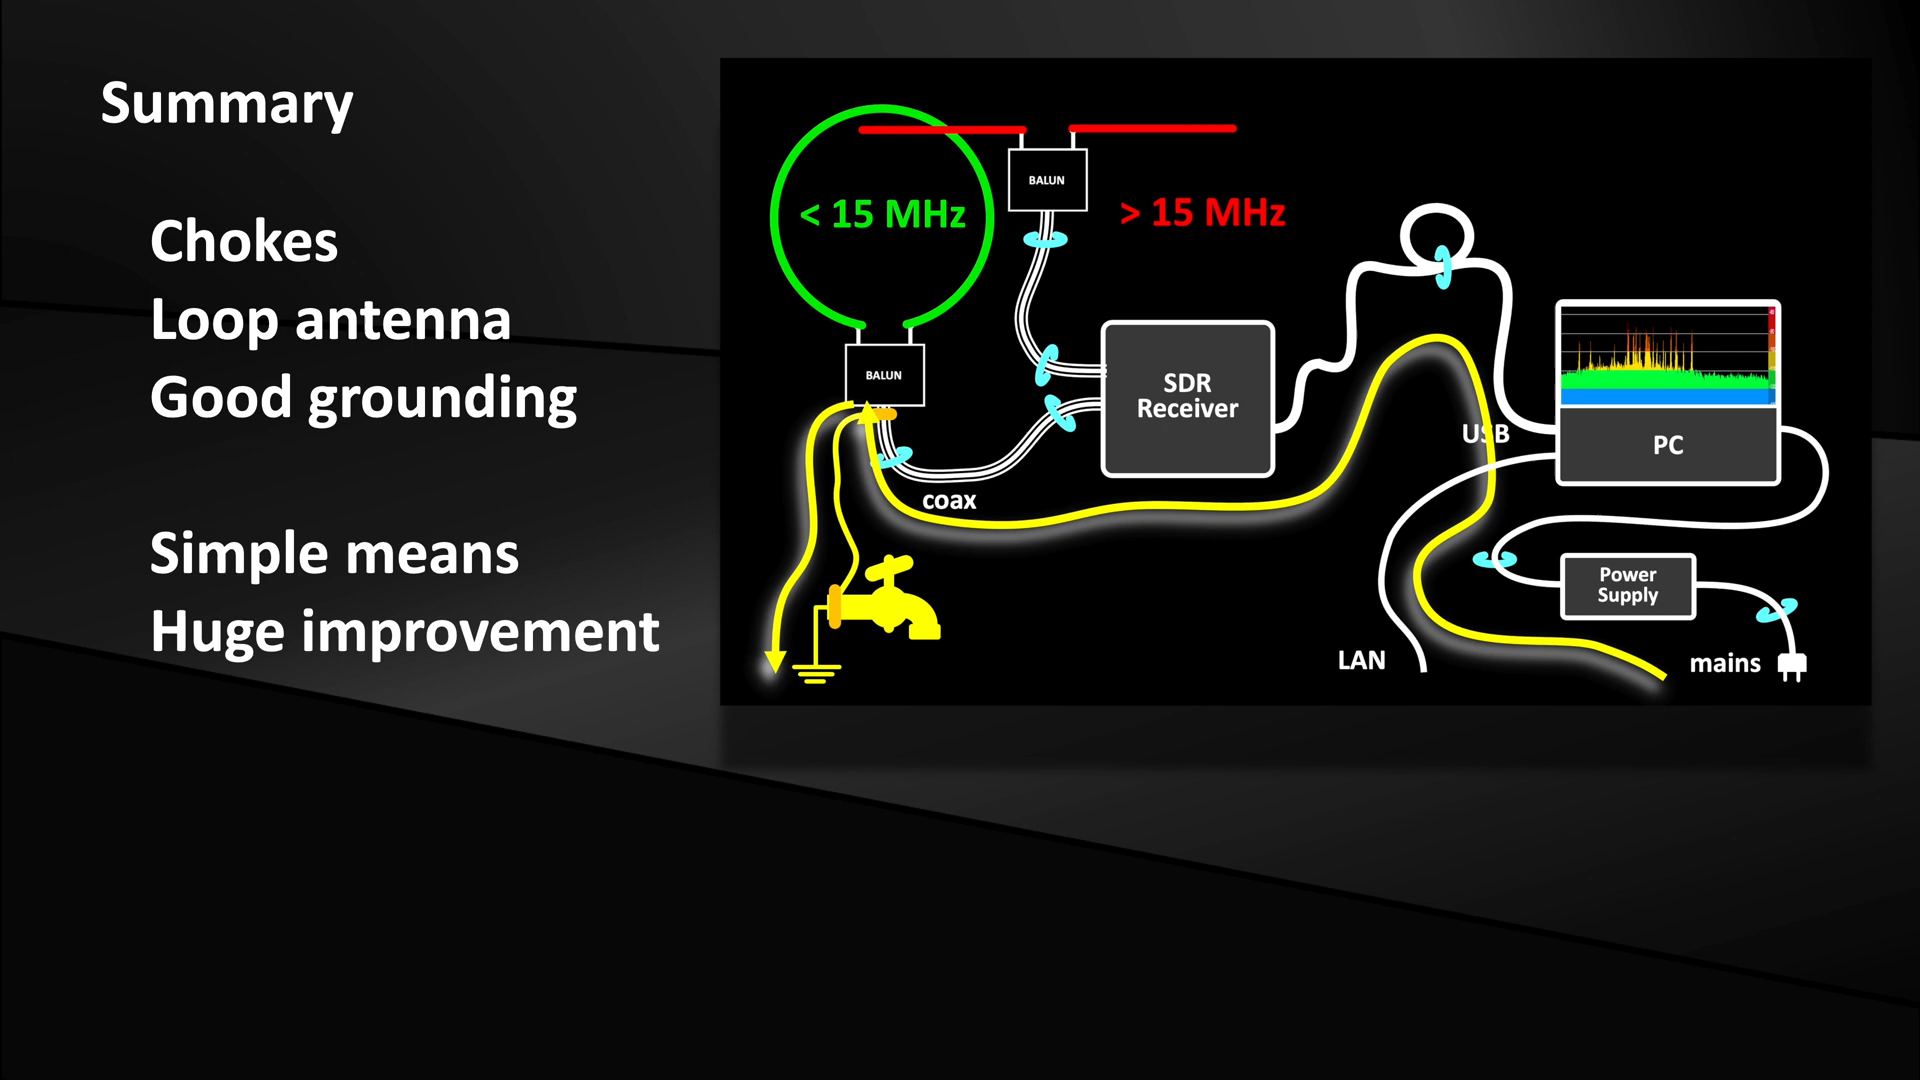 Summary
Chokes
Loop antenna
Good grounding
Simple means
Huge improvement
BALUN
< 15 MHz
> 15 MHz
BALUN
SDR
Receiver
USB
PC
coax
Power
Supply
LAN
mains